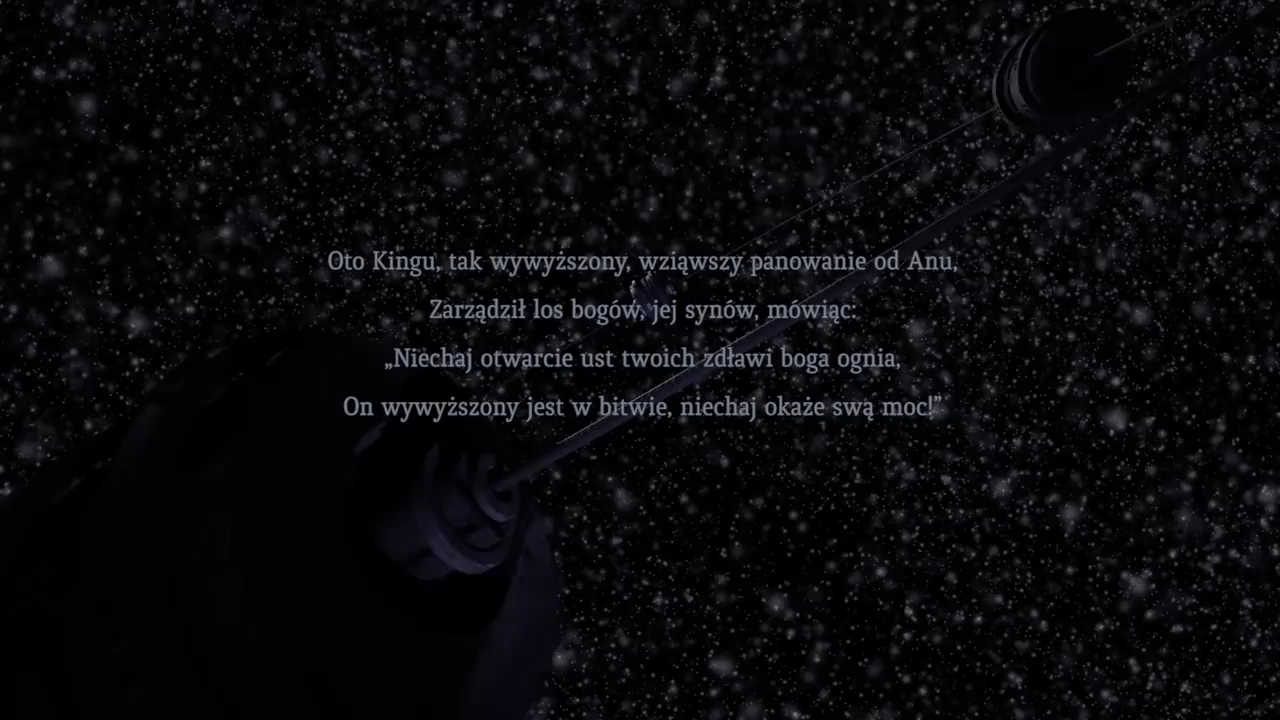 Oto Kingu, tak wywyższony, wziąwszy panowanie od Anu,
Zarządził los bogów, jej synów, mówiąc:
„Niechaj otwarcie ust twoich zdławi boga ognia,
On wywyższony jest w bitwie, niechaj okaże swą moc!”